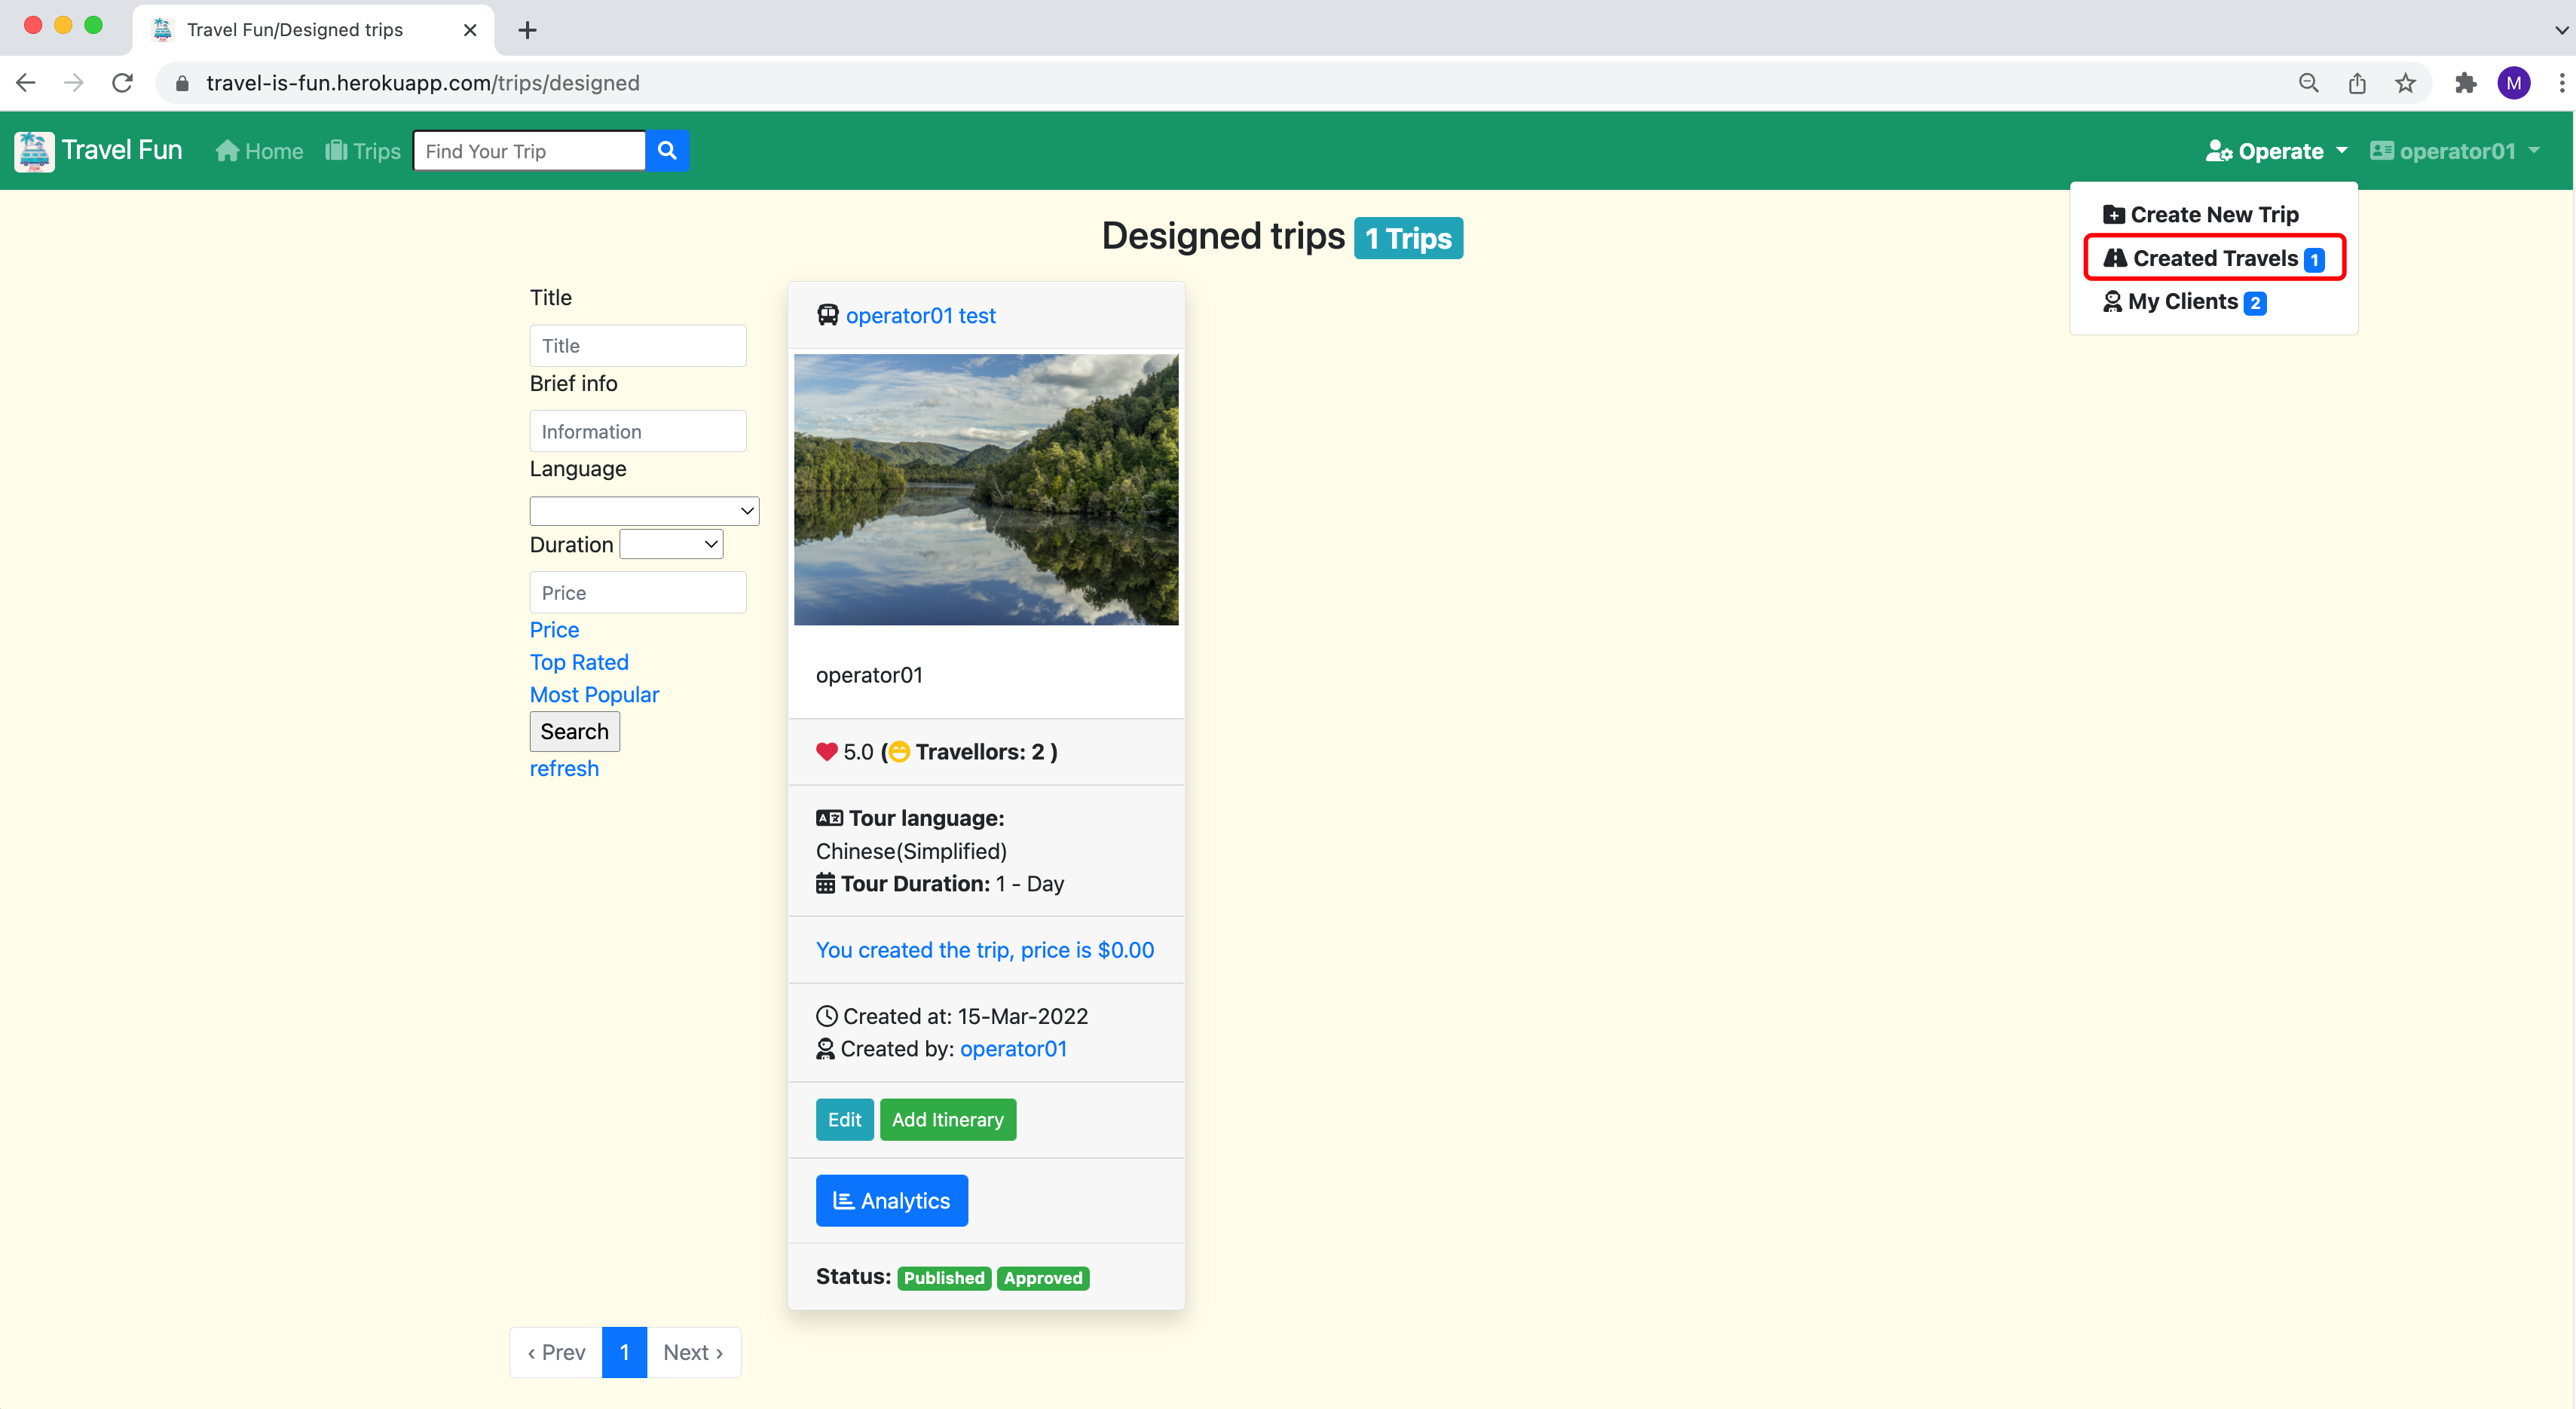 Travel Fun/Designed trips
travel-is-fun.herokuapp.com/trips/designed
M
Travel Fun
Home
Trips
Find Your Trip
Operate
operator01
Create New Trip
Created Travels 1
My Clients 2
Designed trips 1 Trips
Title
Title
Brief info
Information
Language
Duration
Price
Price
Top Rated
Most Popular
Search
refresh
operator01 test
operator01
5.0 ( Travellors: 2 )
Tour language:
Chinese(Simplified)
Tour Duration: 1 - Day
You created the trip, price is $0.00
Created at: 15-Mar-2022
Created by: operator01
Edit Add Itinerary
Analytics
Status: Published Approved
‹ Prev 1 Next ›